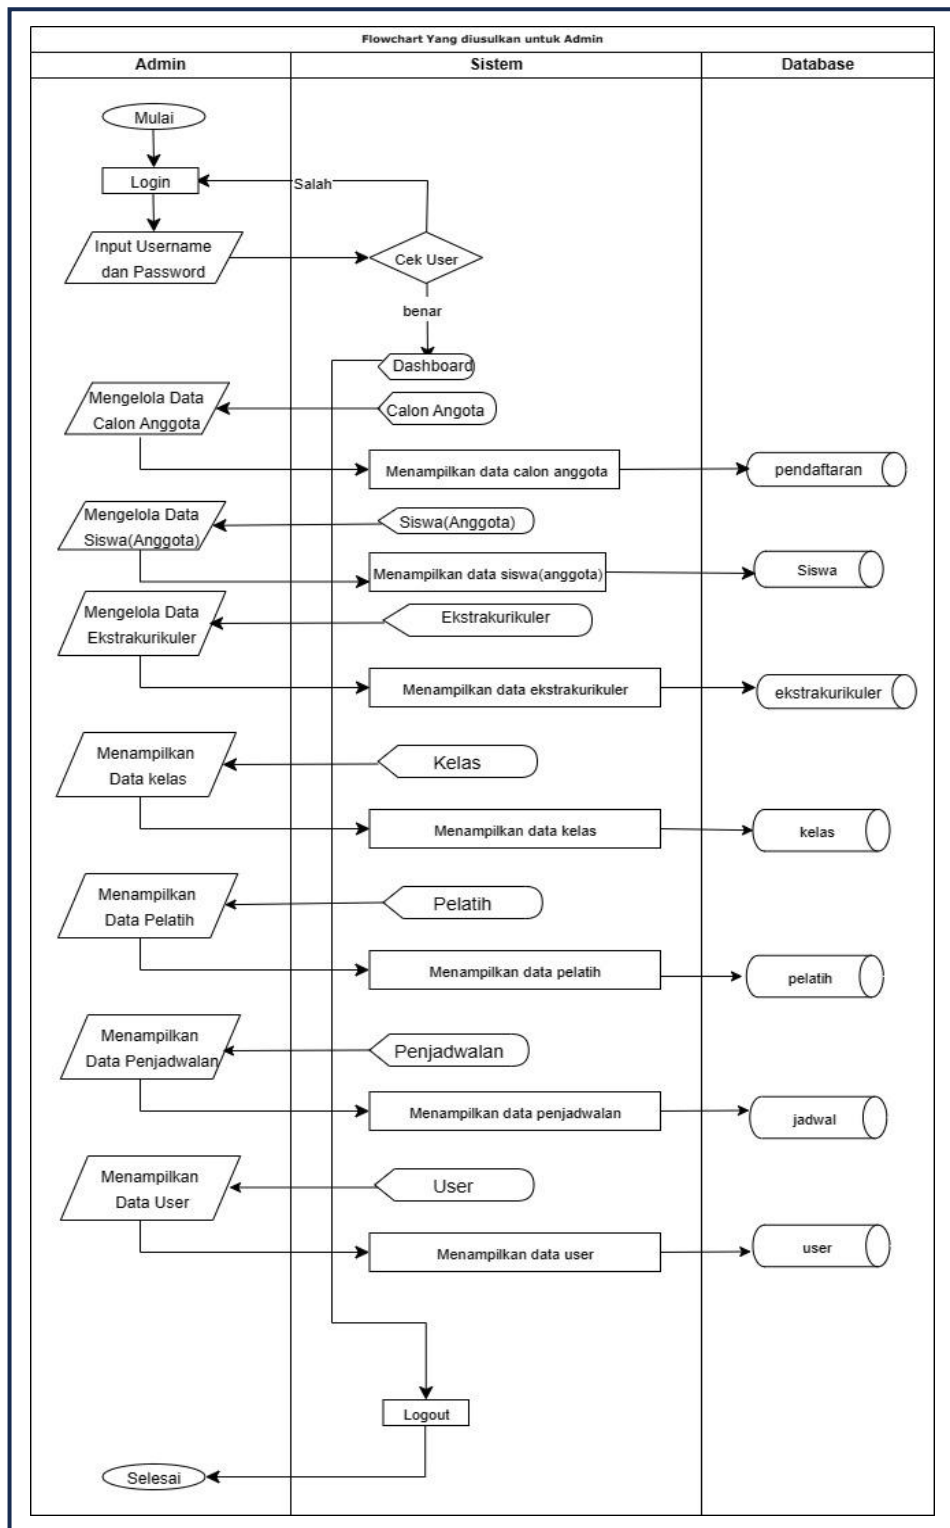 Flowchart Yang diusulkan untuk Admin
Admin
Sistem
Database
Mulai
Login
Salah
Input Username
dan Password
Cek User
benar
Dashboard
Mengelola Data
Calon Anggota
Calon Angota
Menampilkan data calon anggota
pendaftaran
Mengelola Data
Siswa(Anggota)
Siswa(Anggota)
Menampilkan data siswa(anggota)
Siswa
Mengelola Data
Ekstrakurikuler
Ekstrakurikuler
Menampilkan data ekstrakurikuler
ekstrakurikuler
Menampilkan
Data kelas
Kelas
Menampilkan data kelas
kelas
Menampilkan
Data Pelatih
Pelatih
Menampilkan data pelatih
pelatih
Menampilkan
Data Penjadwalan
Penjadwalan
Menampilkan data penjadwalan
jadwal
Menampilkan
Data User
User
Menampilkan data user
user
Logout
Selesai